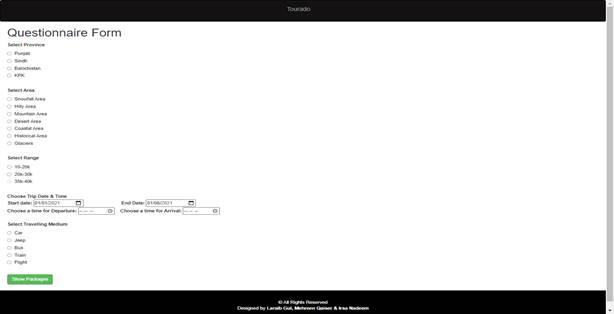 Tourado
Questionnaire Form
Select Province
Punjab
Sindh
Balochistan
KPK
Select Area
Snowfall Area
Hilly Area
Mountain Area
Desert Area
Coastal Area
Historical Area
Glaciers
Select Range
10-20k
20k-30k
35k-40k
Choose Trip Date & Time
Start date: 01/01/2021 End Date: 01/06/2021
Choose a time for Departure: --:-- -- Choose a time for Arrival: --:-- --
Select Travelling Medium
Car
Jeep
Bus
Train
Flight
Show Packages
© All Rights Reserved
Designed by Laraib Gul, Mehreen Qaiser & Irsa Nadeem